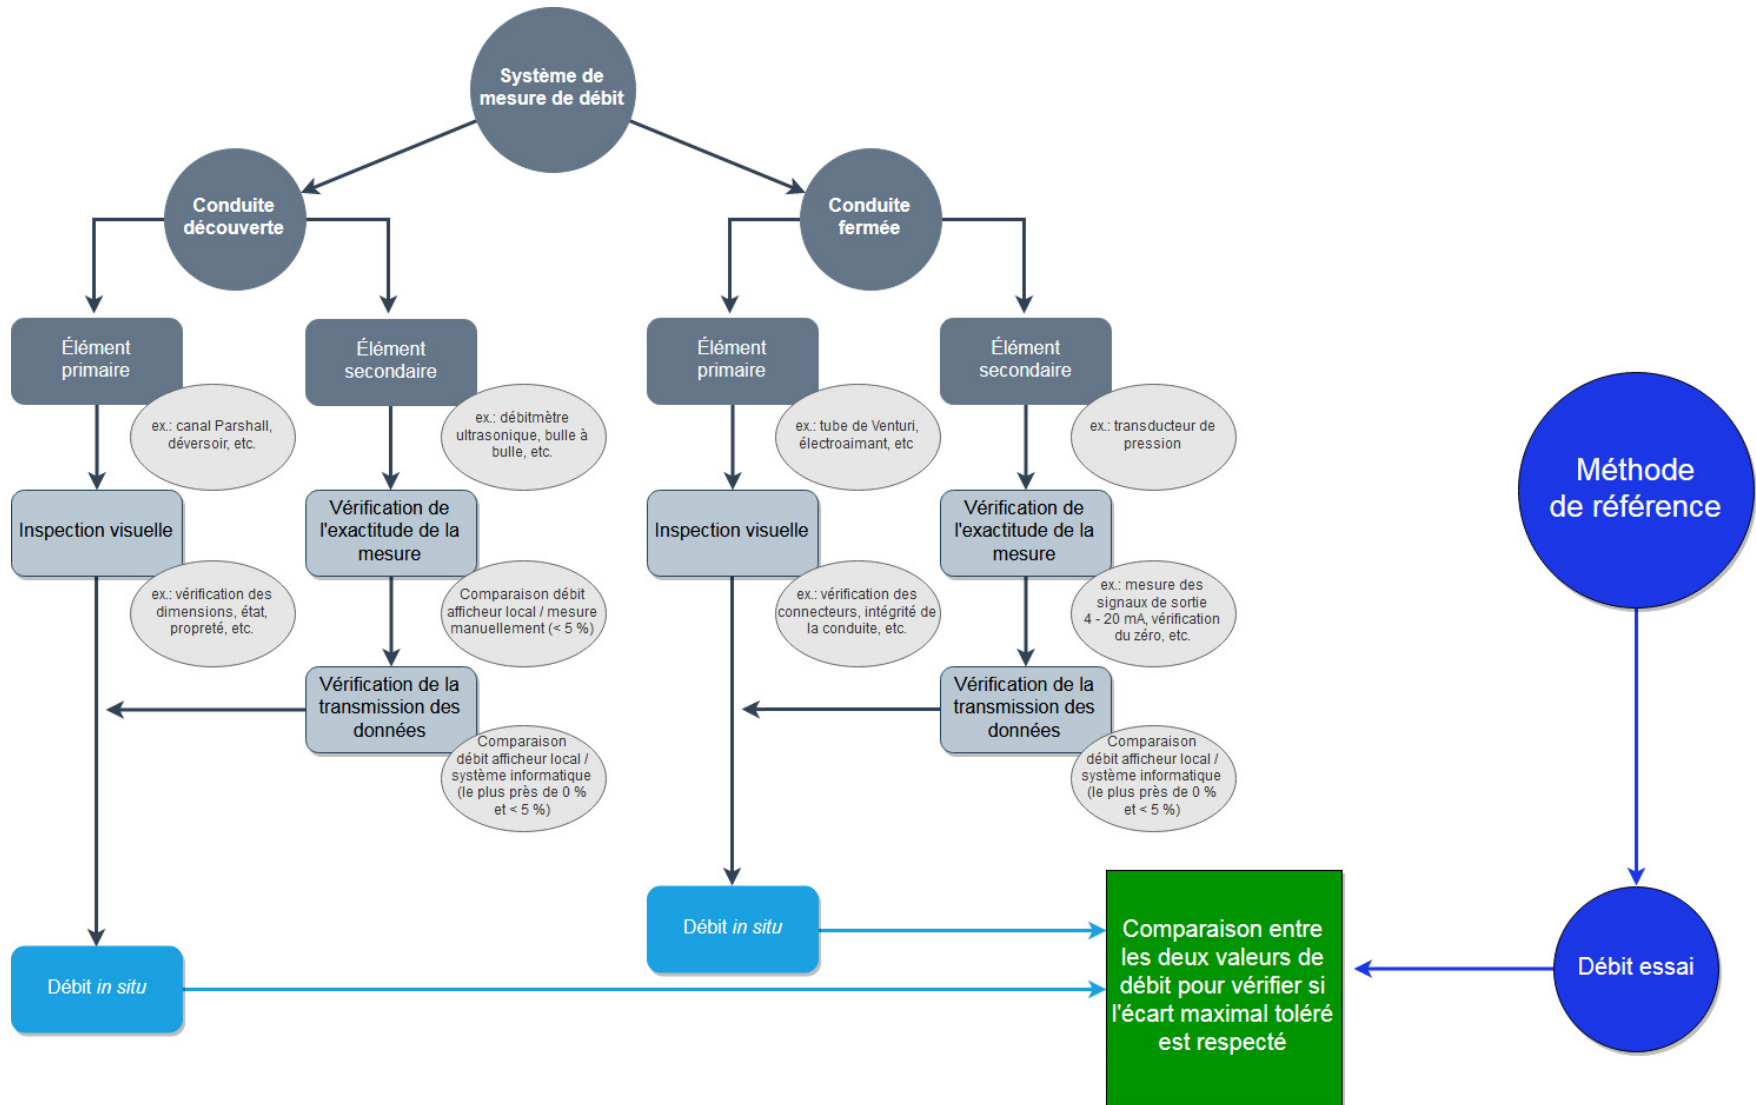 Système de
mesure de débit
Conduite
découverte
Conduite
fermée
Élément
primaire
Élément
secondaire
Élément
primaire
Élément
secondaire
ex.: canal Parshall,
déversoir, etc.
ex.: débitmètre
ultrasonique, bulle à
bulle, etc.
ex.: tube de Venturi,
électroaimant, etc
ex.: transducteur de
pression
Méthode
de référence
Inspection visuelle
Vérification de
l'exactitude de la
mesure
Inspection visuelle
Vérification de
l'exactitude de la
mesure
ex.: vérification des
dimensions, état,
propreté, etc.
Comparaison débit
afficheur local / mesure
manuellement (< 5 %)
ex.: vérification des
connecteurs, intégrité de
la conduite, etc.
ex.: mesure des
signaux de sortie
4 - 20 mA, vérification
du zéro, etc.
Vérification de la
transmission des
données
Vérification de la
transmission des
données
Comparaison
débit afficheur local /
système informatique
(le plus près de 0 %
et < 5 %)
Comparaison
débit afficheur local /
système informatique
(le plus près de 0 %
et < 5 %)
Débit in situ
Débit in situ
Comparaison entre
les deux valeurs de
débit pour vérifier si
l'écart maximal toléré
est respecté
Débit essai